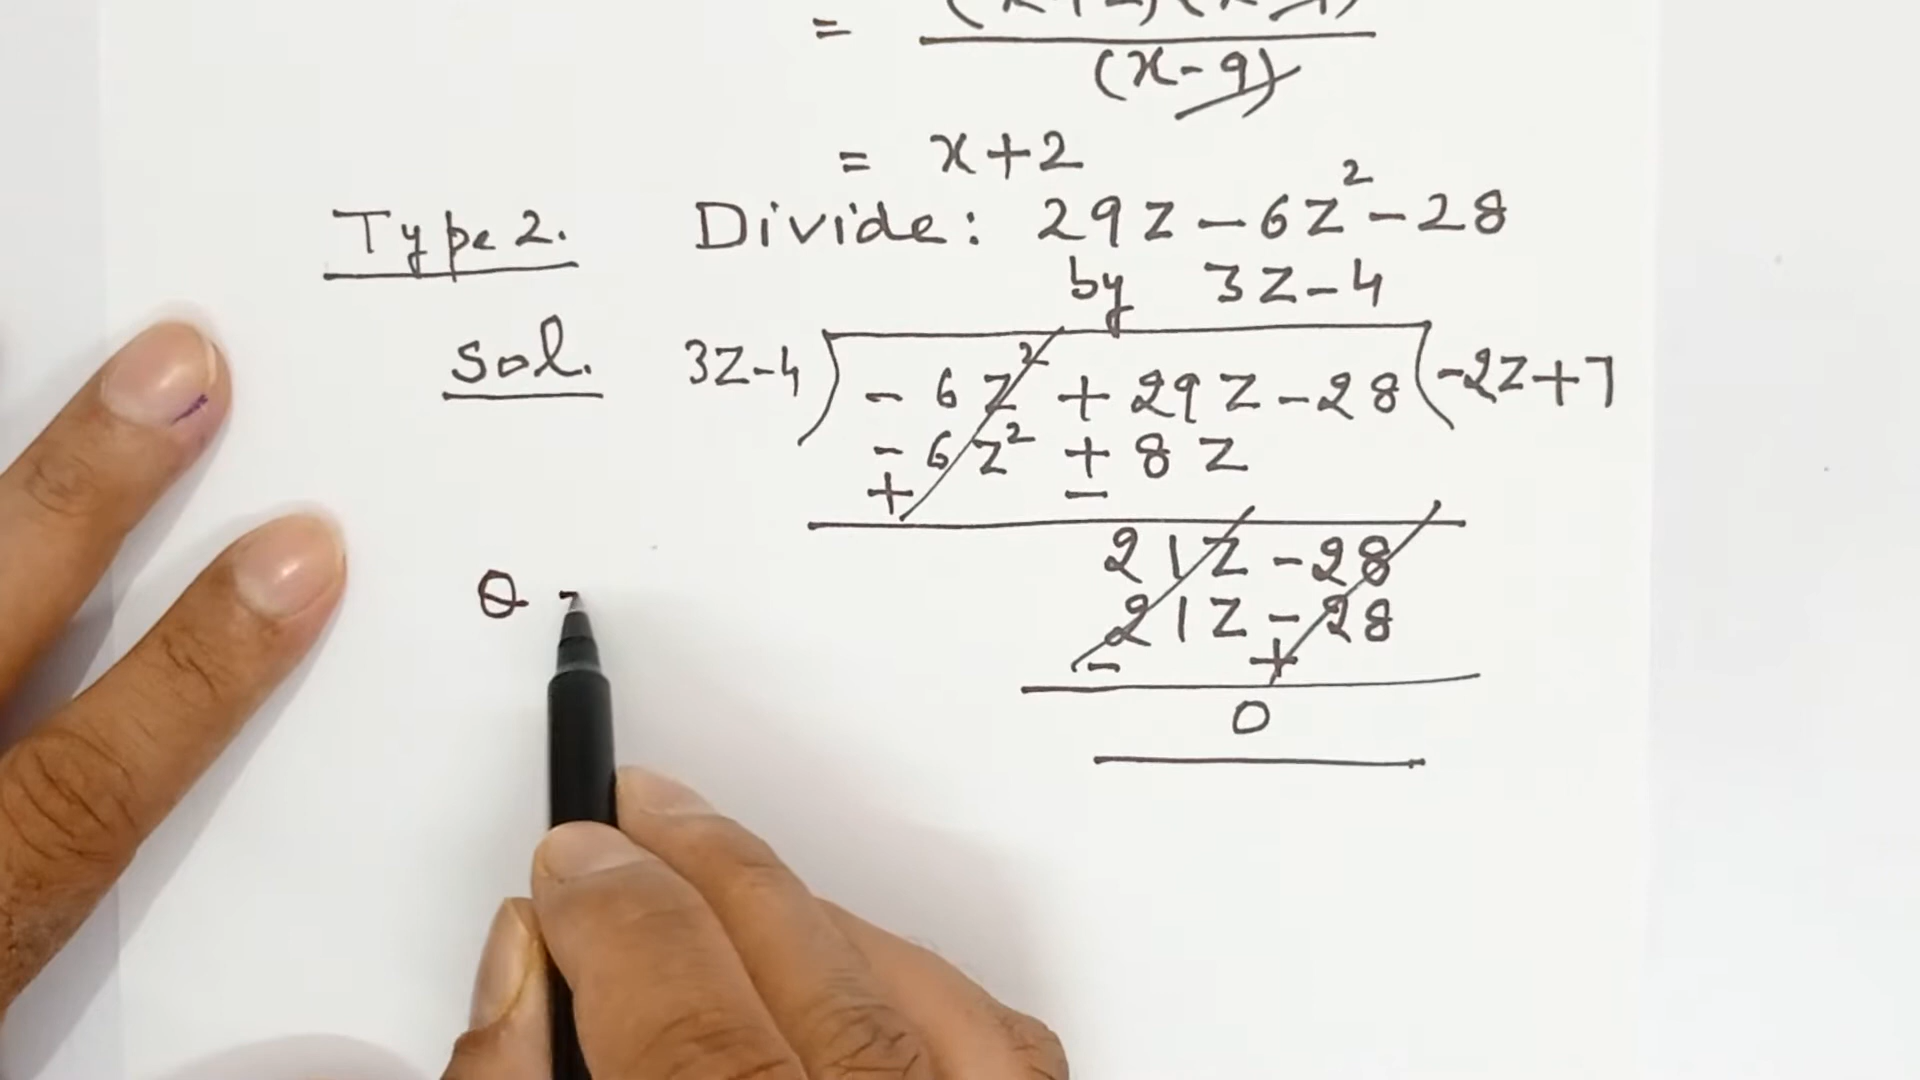 =
(x-9)
= x+2
Type 2. Divide: 29z - 6z² - 28
by 3z-4
Sol. 3z-4) -6z² + 29z - 28 (-2z+7
-6z² + 8z
+ -
21z - 28
21z - 28
- +
0
Q -